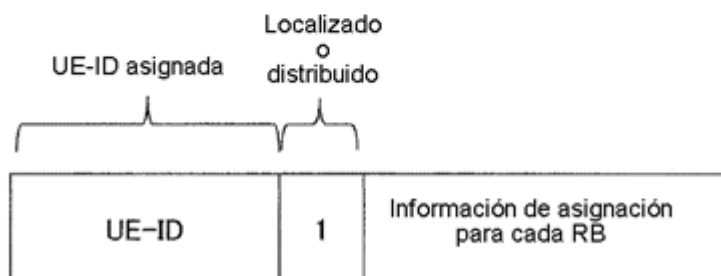 Localizado
o
distribuido
UE-ID asignada
UE-ID
1
Información de asignación
para cada RB